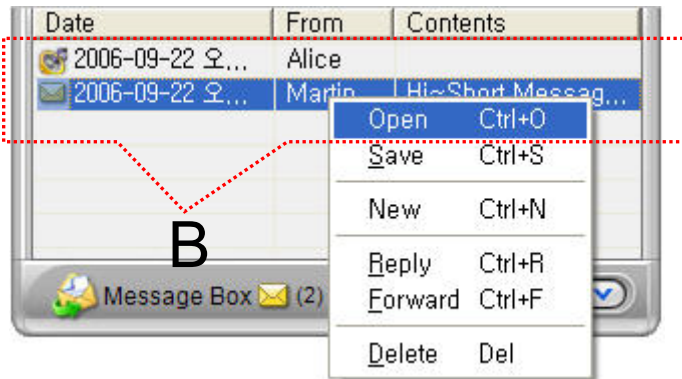 Date From Contents
2006-09-22 오... Alice
2006-09-22 오... Martin Hi~Short Messag...
Open Ctrl+O
Save Ctrl+S
New Ctrl+N
Reply Ctrl+R
Forward Ctrl+F
Delete Del
B
Message Box (2)